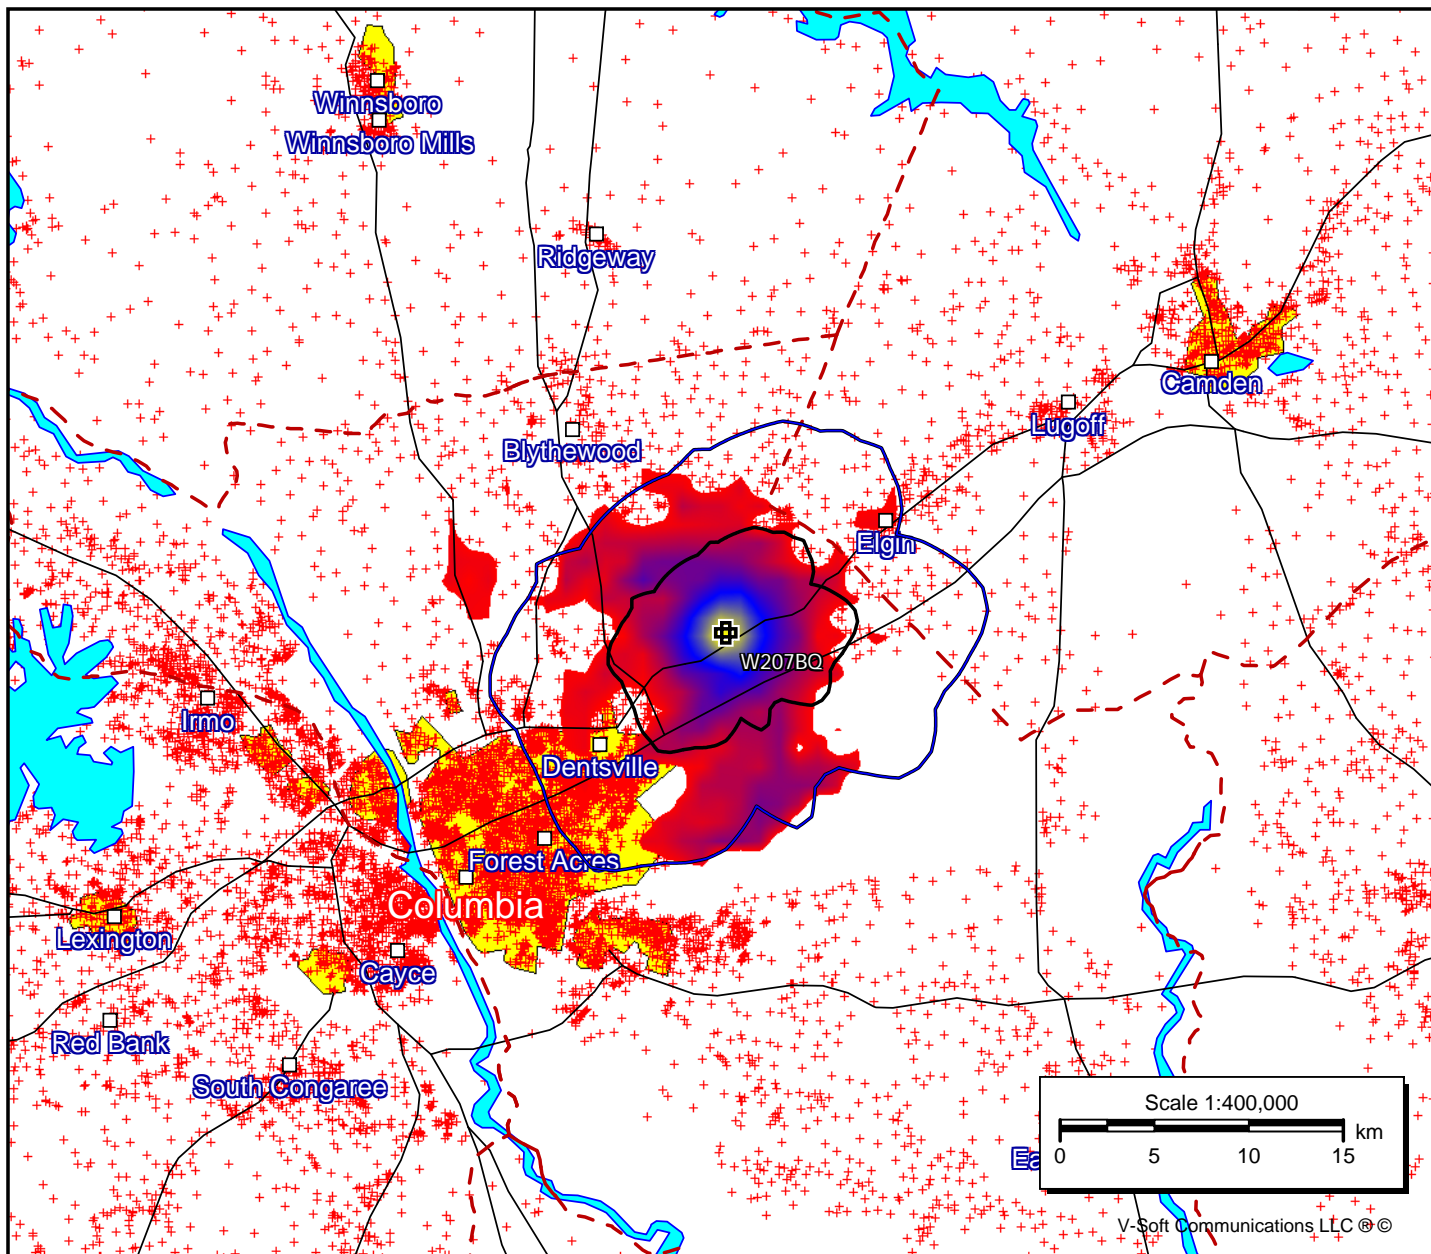 Winnsboro
Winnsboro Mills
Ridgeway
Camden
Lugoff
Blythewood
Elgin
W207BQ
Irmo
Dentsville
Forest Acres
Columbia
Lexington
Cayce
Red Bank
South Congaree
Ea
Scale 1:400,000
km
0 5 10 15
V-Soft Communications LLC ® ©